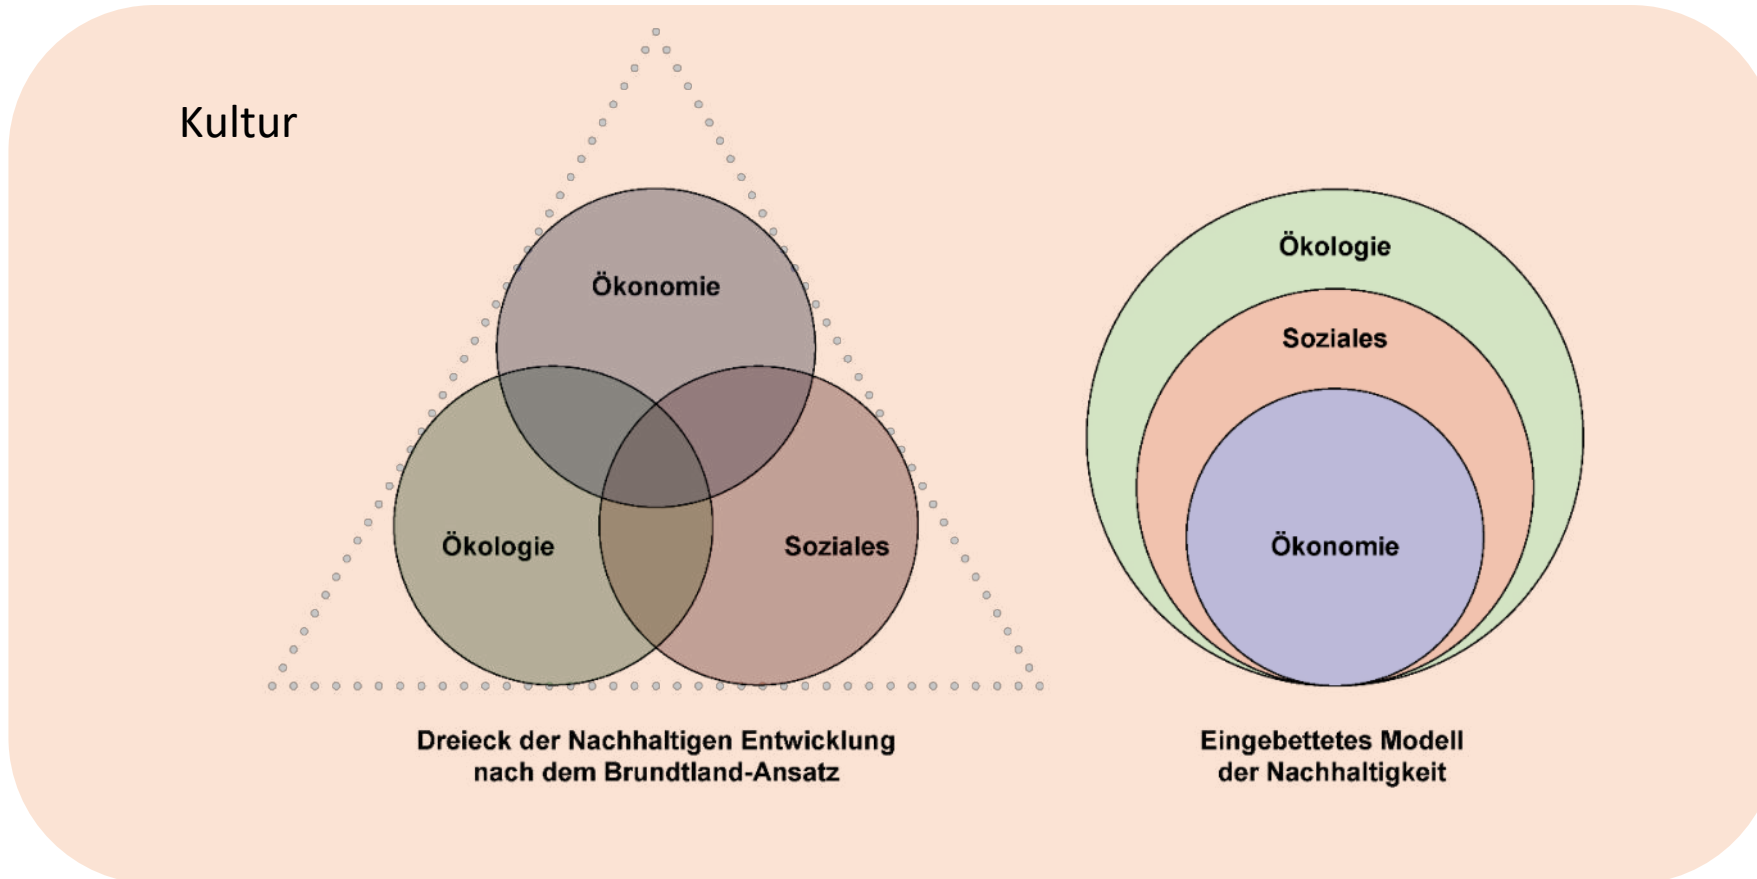 Kultur
Ökonomie
Ökologie
Soziales
Dreieck der Nachhaltigen Entwicklung
nach dem Brundtland-Ansatz
Ökologie
Soziales
Ökonomie
Eingebettetes Modell
der Nachhaltigkeit